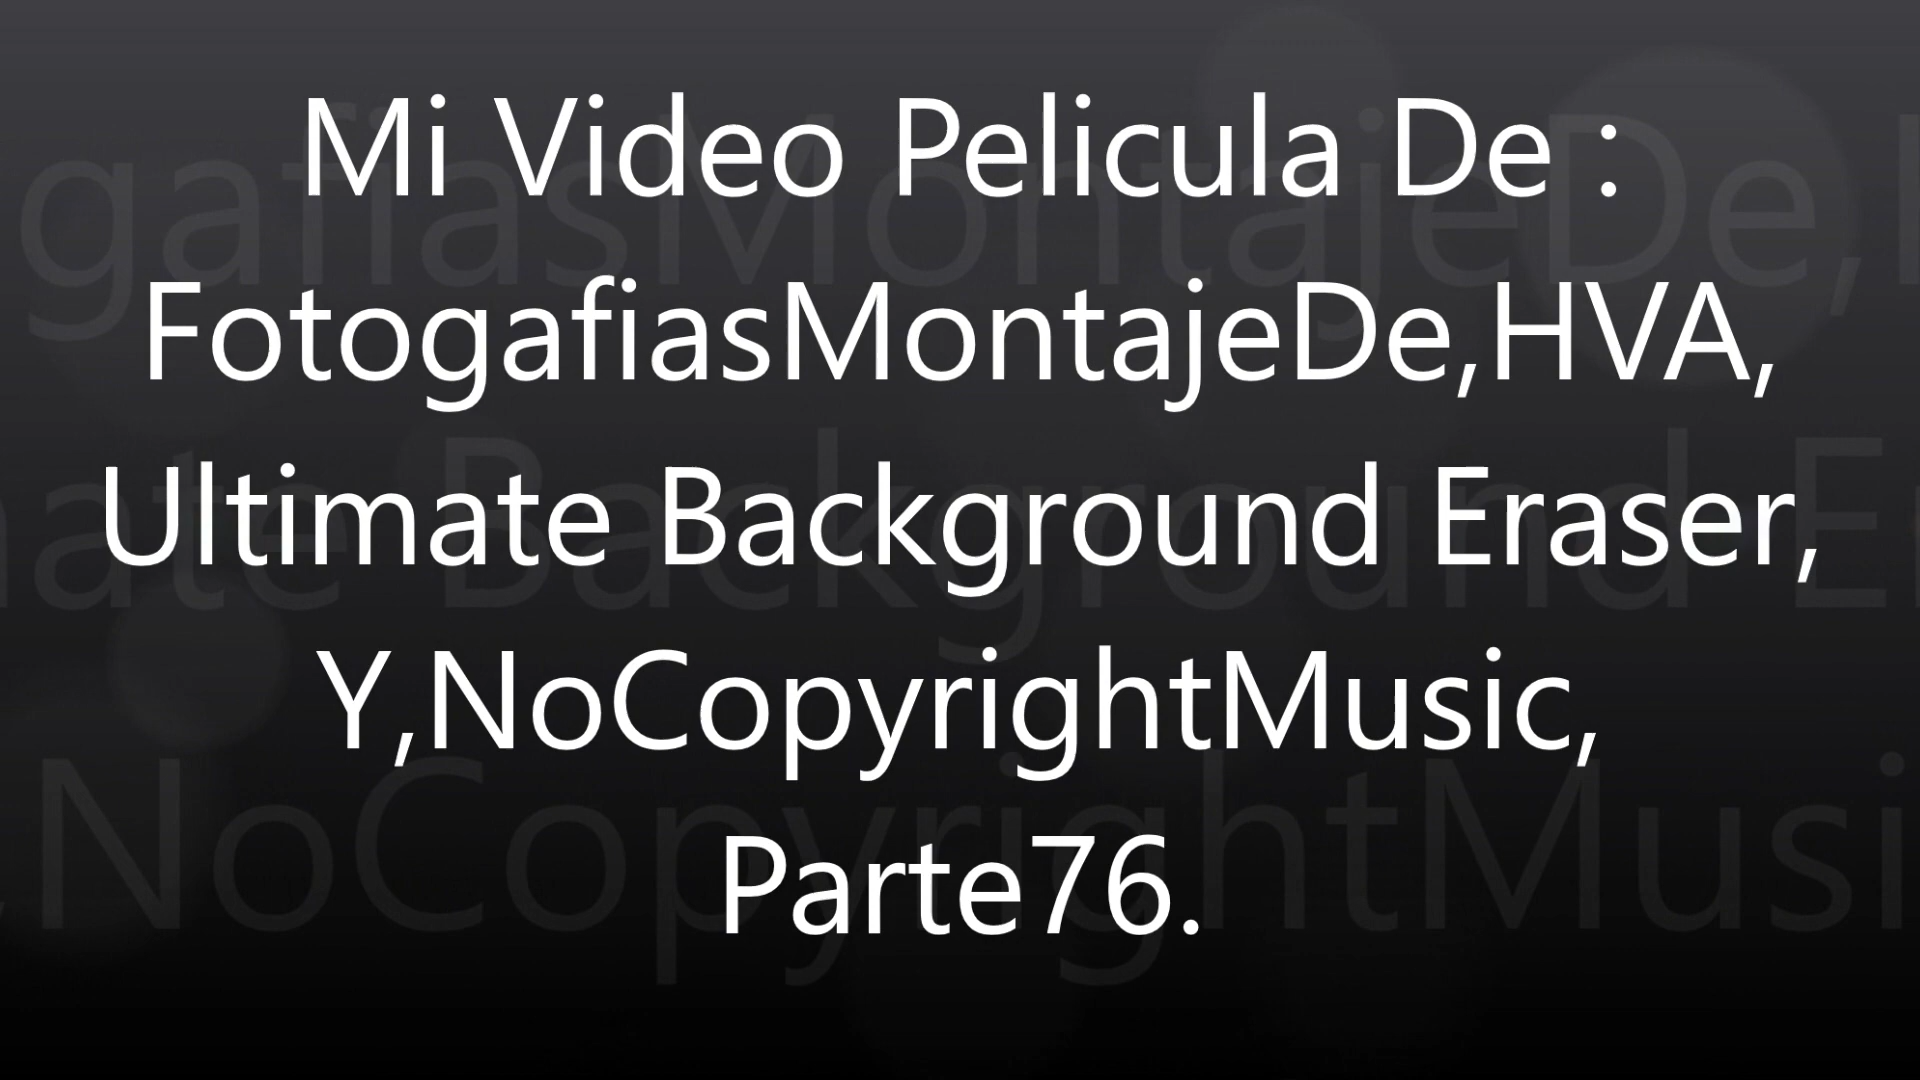 Mi Video Pelicula De :
FotogafiasMontajeDe,HVA,
Ultimate Background Eraser,
Y,NoCopyrightMusic,
Parte76.